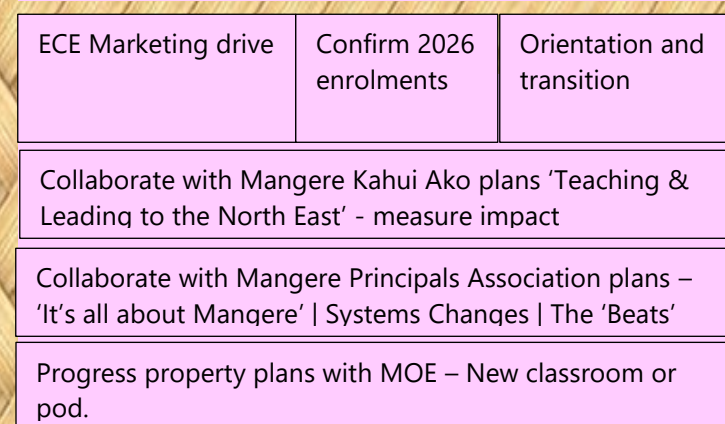 ECE Marketing drive
Confirm 2026
enrolments
Orientation and
transition
Collaborate with Mangere Kahui Ako plans ‘Teaching &
Leading to the North East’ - measure impact
Collaborate with Mangere Principals Association plans –
‘It’s all about Mangere’ | Systems Changes | The ‘Beats’
Progress property plans with MOE – New classroom or
pod.